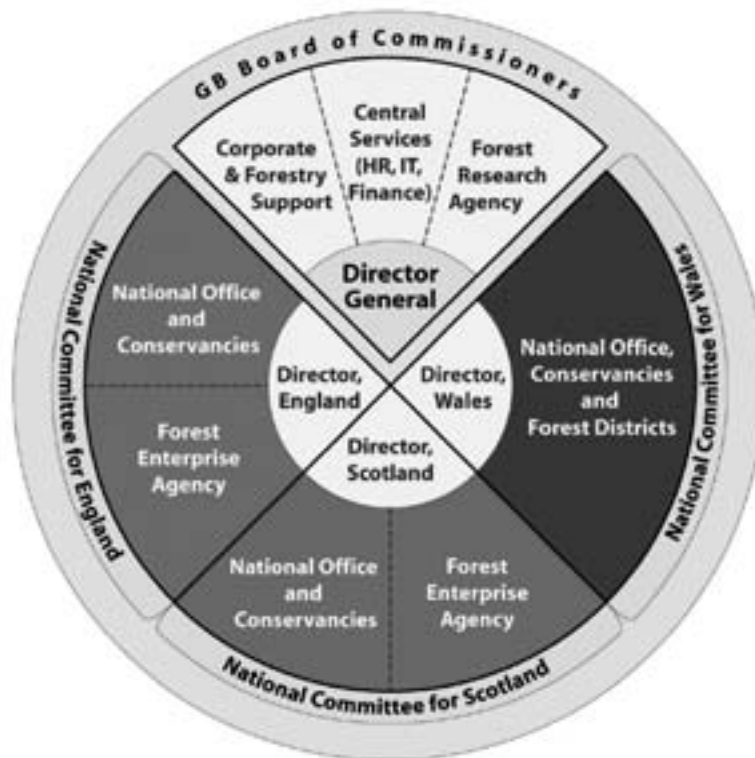 GB Board of Commissioners
Corporate
& Forestry
Support
Central
Services
(HR, IT,
Finance)
Forest
Research
Agency
Director
General
National Committee for England
National Office
and
Conservancies
Forest
Enterprise
Agency
Director,
England
Director,
Wales
Director,
Scotland
National Office,
Conservancies
and
Forest Districts
National Committee for Wales
National Office
and
Conservancies
Forest
Enterprise
Agency
National Committee for Scotland